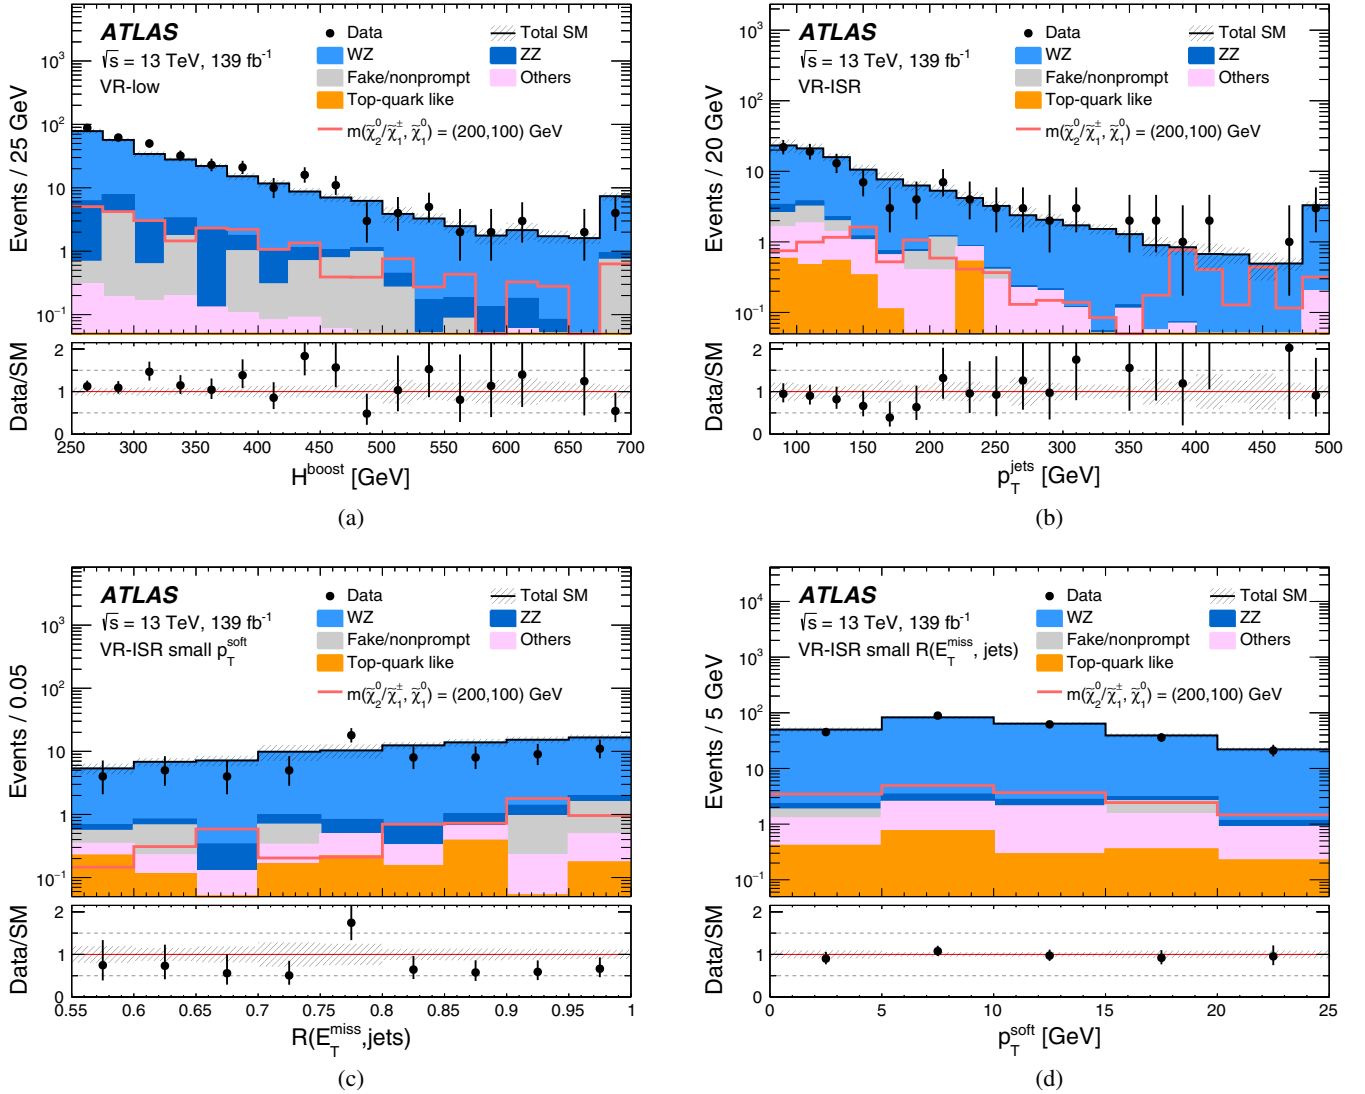 ATLAS
√s = 13 TeV, 139 fb⁻¹
VR-low
Data
Total SM
WZ
ZZ
Fake/nonprompt
Others
Top-quark like
m(χ̃⁰₂/χ̃±₁, χ̃⁰₁) = (200,100) GeV
Events / 25 GeV
10³
10²
10
1
10⁻¹
Data/SM
2
1
0
250 300 350 400 450 500 550 600 650 700
H^boost [GeV]
(a)
ATLAS
√s = 13 TeV, 139 fb⁻¹
VR-ISR
Data
Total SM
WZ
ZZ
Fake/nonprompt
Others
Top-quark like
m(χ̃⁰₂/χ̃±₁, χ̃⁰₁) = (200,100) GeV
Events / 20 GeV
10³
10²
10
1
10⁻¹
Data/SM
2
1
0
100 150 200 250 300 350 400 450 500
p_T^jets [GeV]
(b)
ATLAS
√s = 13 TeV, 139 fb⁻¹
VR-ISR small p_T^soft
Data
Total SM
WZ
ZZ
Fake/nonprompt
Others
Top-quark like
m(χ̃⁰₂/χ̃±₁, χ̃⁰₁) = (200,100) GeV
Events / 0.05
10³
10²
10
1
10⁻¹
Data/SM
2
1
0
0.55 0.6 0.65 0.7 0.75 0.8 0.85 0.9 0.95 1
R(E_T^miss,jets)
(c)
ATLAS
√s = 13 TeV, 139 fb⁻¹
VR-ISR small R(E_T^miss, jets)
Data
Total SM
WZ
ZZ
Fake/nonprompt
Others
Top-quark like
m(χ̃⁰₂/χ̃±₁, χ̃⁰₁) = (200,100) GeV
Events / 5 GeV
10⁴
10³
10²
10
1
10⁻¹
Data/SM
2
1
0
0 5 10 15 20 25
p_T^soft [GeV]
(d)